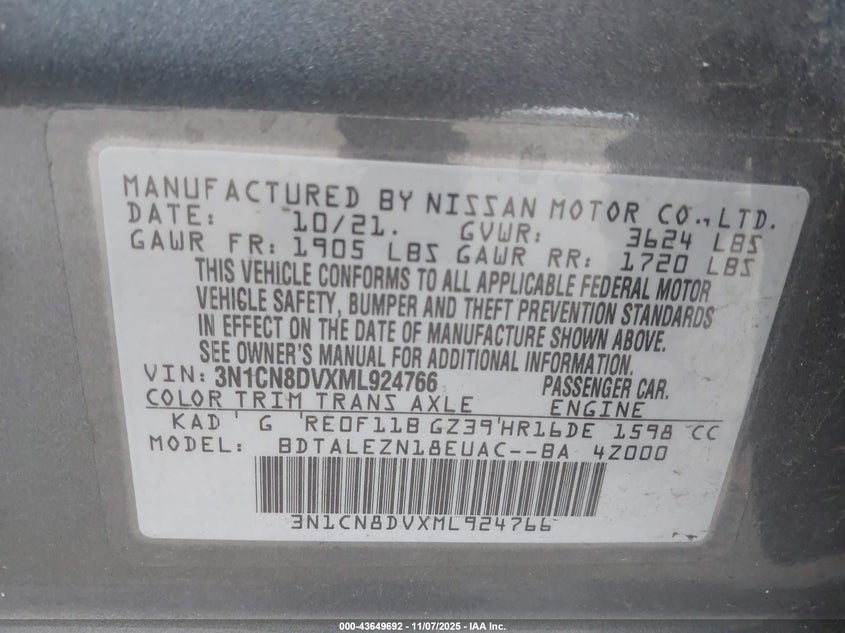 MANUFACTURED BY NISSAN MOTOR CO.,LTD.
DATE: 10/21. GVWR: 3624 LBS
GAWR FR: 1905 LBS GAWR RR: 1720 LBS
THIS VEHICLE CONFORMS TO ALL APPLICABLE FEDERAL MOTOR
VEHICLE SAFETY, BUMPER AND THEFT PREVENTION STANDARDS
IN EFFECT ON THE DATE OF MANUFACTURE SHOWN ABOVE.
SEE OWNER'S MANUAL FOR ADDITIONAL INFORMATION.
VIN: 3N1CN8DVXML924766 PASSENGER CAR.
COLOR TRIM TRANS AXLE ENGINE
KAD G RE0F11B GZ39 HR16DE 1598 CC
MODEL: BDTALEZN18EUAC--BA 4Z000
3N1CN8DVXML924766
000-43649692 - 11/07/2025 - IAA Inc.